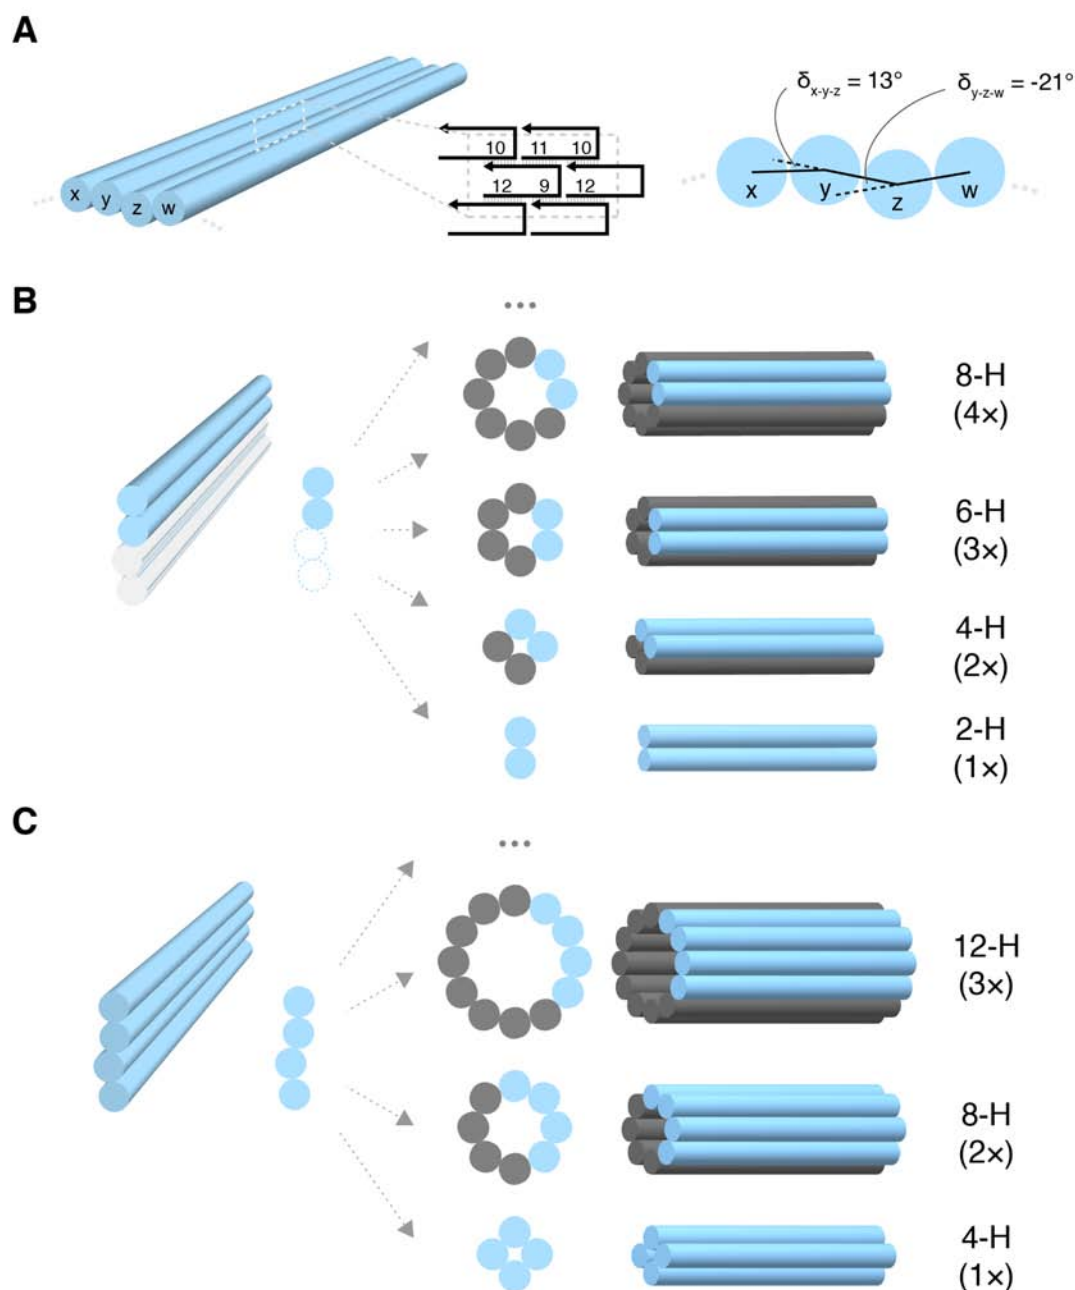 A
x y z w
10 11 10
12 9 12
δx-y-z = 13°
δy-z-w = -21°
x y z w
B
8-H
(4×)
6-H
(3×)
4-H
(2×)
2-H
(1×)
C
12-H
(3×)
8-H
(2×)
4-H
(1×)